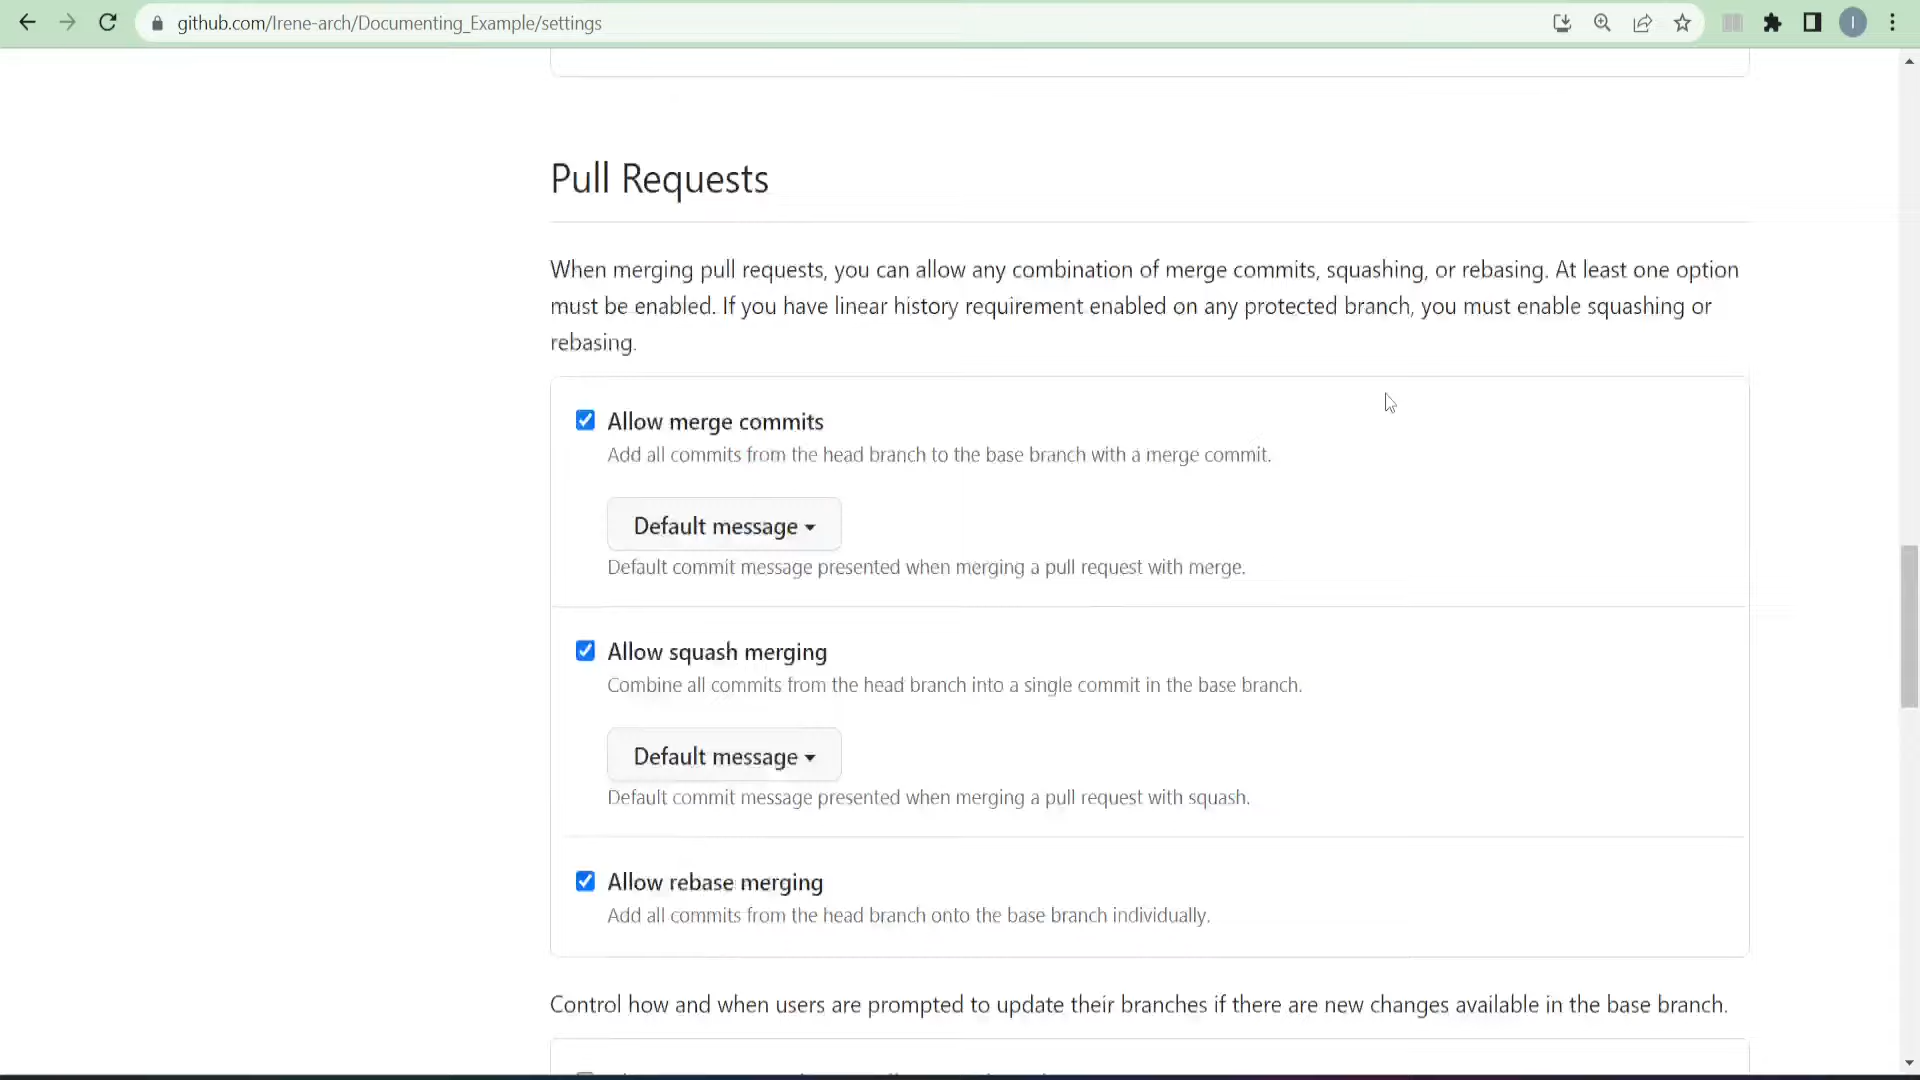 github.com/Irene-arch/Documenting_Example/settings
I
Pull Requests
When merging pull requests, you can allow any combination of merge commits, squashing, or rebasing. At least one option
must be enabled. If you have linear history requirement enabled on any protected branch, you must enable squashing or
rebasing.
Allow merge commits
Add all commits from the head branch to the base branch with a merge commit.
Default message
Default commit message presented when merging a pull request with merge.
Allow squash merging
Combine all commits from the head branch into a single commit in the base branch.
Default message
Default commit message presented when merging a pull request with squash.
Allow rebase merging
Add all commits from the head branch onto the base branch individually.
Control how and when users are prompted to update their branches if there are new changes available in the base branch.